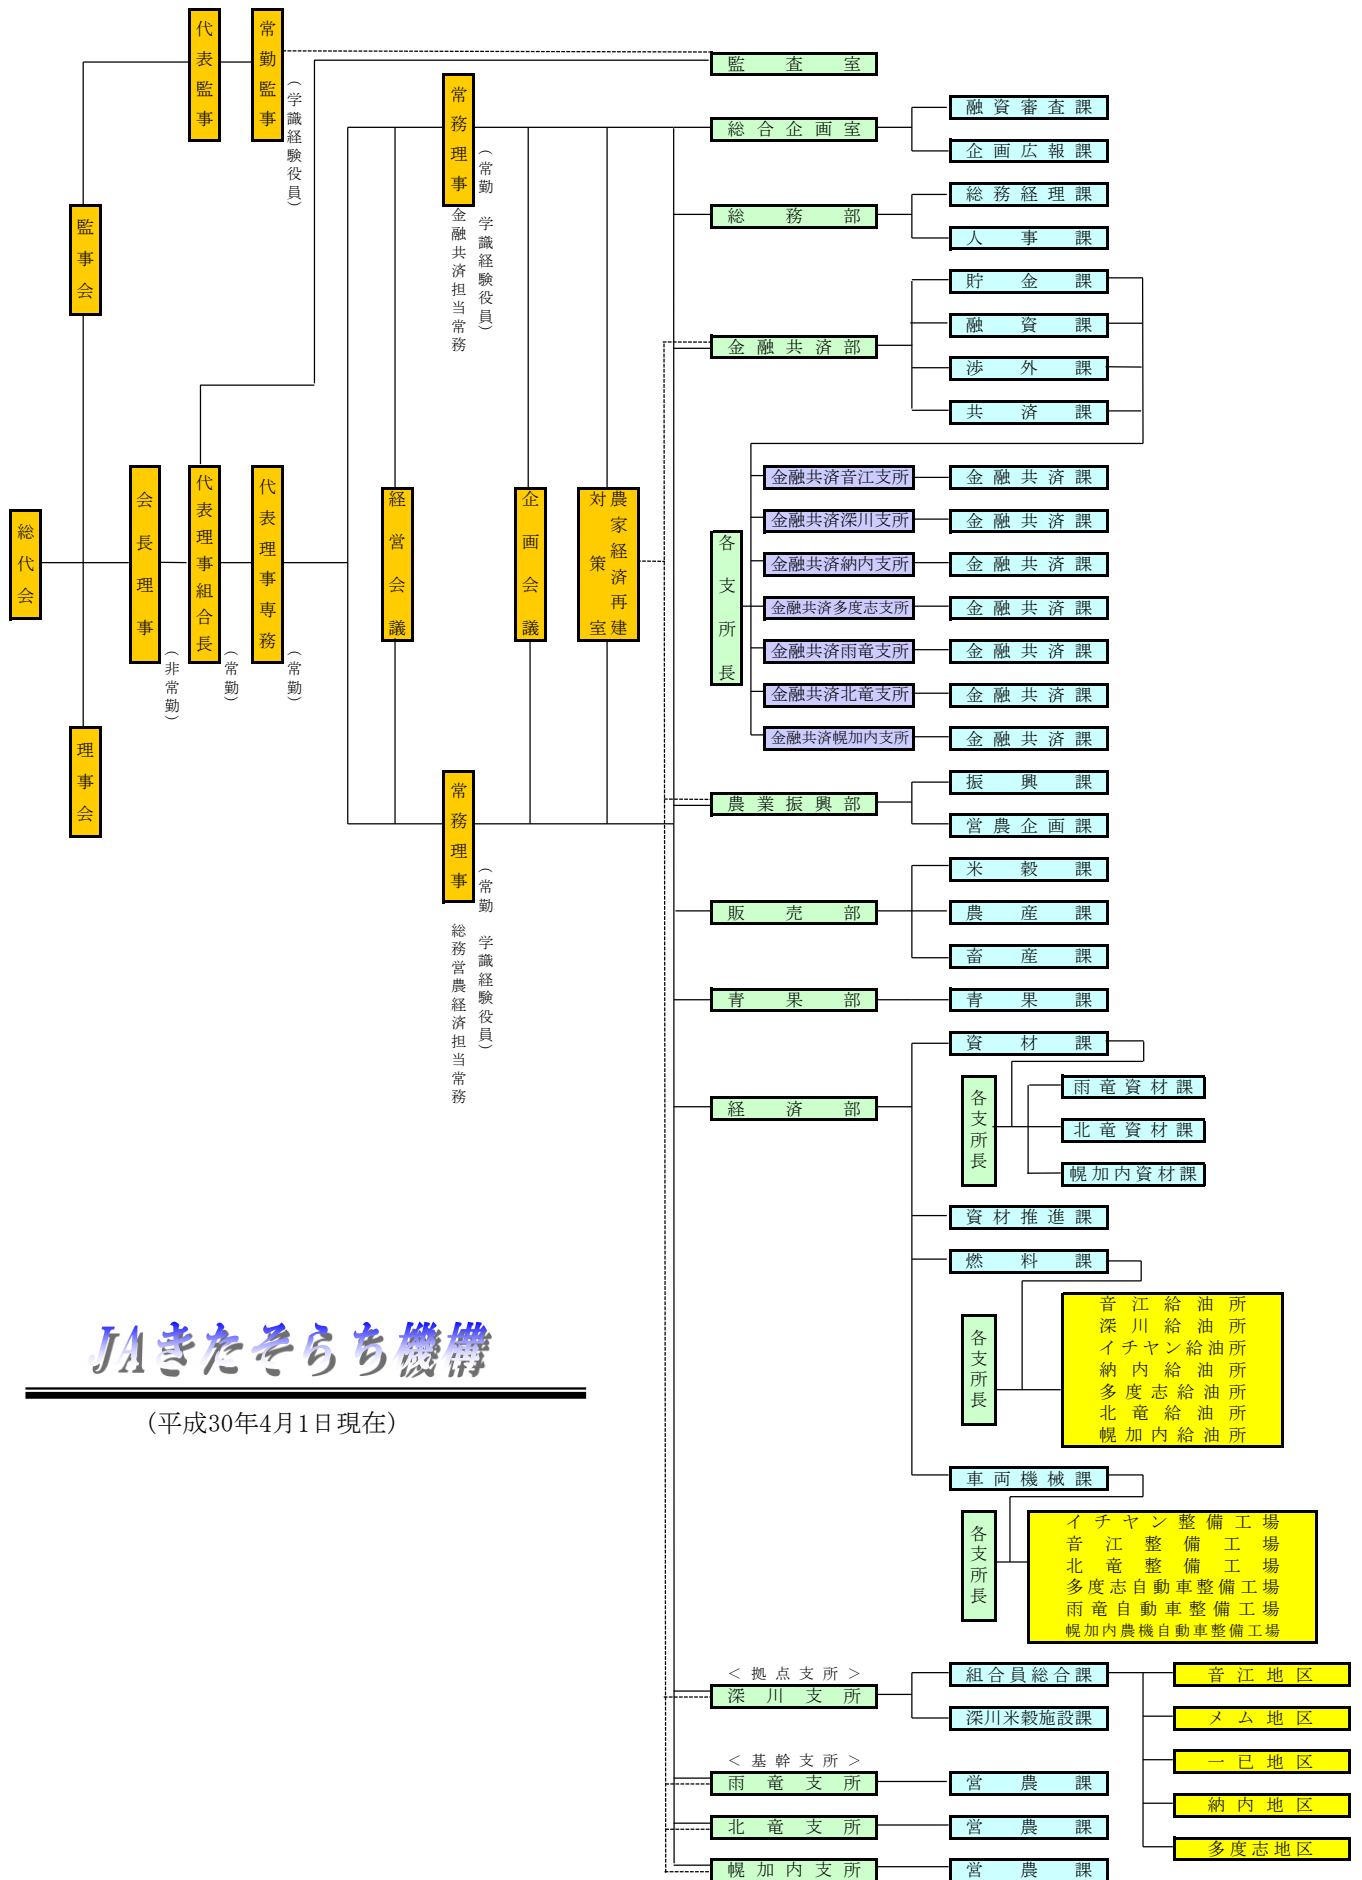 代表監事
常勤監事
(学識経験役員)
監査室
常務理事
(常勤 学識経験役員)
金融共済担当常務
総合企画室
融資審査課
企画広報課
総務部
総務経理課
人事課
監事会
金融共済部
貯金課
融資課
渉外課
共済課
総代会
会長理事
(非常勤)
代表理事組合長
(常勤)
代表理事専務
(常勤)
経営会議
企画会議
農家経済再建
対策室
各支所長
金融共済音江支所
金融共済課
金融共済深川支所
金融共済課
金融共済納内支所
金融共済課
金融共済多度志支所
金融共済課
金融共済雨竜支所
金融共済課
金融共済北竜支所
金融共済課
金融共済幌加内支所
金融共済課
理事会
常務理事
(常勤 学識経験役員)
総務営農経済担当常務
農業振興部
振興課
営農企画課
販売部
米穀課
農産課
畜産課
青果部
青果課
経済部
資材課
各支所長
雨竜資材課
北竜資材課
幌加内資材課
資材推進課
燃料課
各支所長
音江給油所
深川給油所
イチヤン給油所
納内給油所
多度志給油所
北竜給油所
幌加内給油所
車両機械課
各支所長
イチヤン整備工場
音江整備工場
北竜整備工場
多度志自動車整備工場
雨竜自動車整備工場
幌加内農機自動車整備工場
JAきたそらち機構
(平成30年4月1日現在)
＜拠点支所＞
深川支所
組合員総合課
深川米穀施設課
音江地区
メム地区
一已地区
納内地区
多度志地区
＜基幹支所＞
雨竜支所
営農課
北竜支所
営農課
幌加内支所
営農課